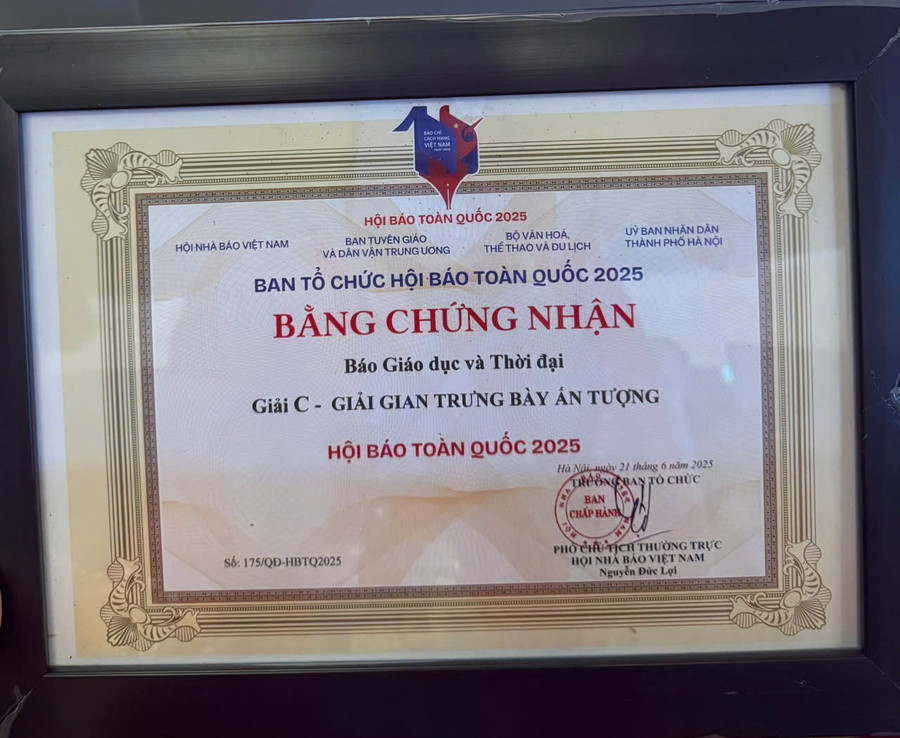 BÁO CHÍ
CÁCH MẠNG
VIỆT NAM
HỘI BÁO TOÀN QUỐC 2025
HỘI NHÀ BÁO VIỆT NAM
BAN TUYÊN GIÁO
VÀ DÂN VẬN TRUNG ƯƠNG
BỘ VĂN HOÁ,
THỂ THAO VÀ DU LỊCH
UỶ BAN NHÂN DÂN
THÀNH PHỐ HÀ NỘI
BAN TỔ CHỨC HỘI BÁO TOÀN QUỐC 2025
BẰNG CHỨNG NHẬN
Báo Giáo dục và Thời đại
Giải C - GIẢI GIAN TRƯNG BÀY ẤN TƯỢNG
HỘI BÁO TOÀN QUỐC 2025
Hà Nội, ngày 21 tháng 6 năm 2025
TRƯỞNG BAN TỔ CHỨC
BAN
CHẤP HÀNH
PHÓ CHỦ TỊCH THƯỜNG TRỰC
HỘI NHÀ BÁO VIỆT NAM
Nguyễn Đức Lợi
Số: 175/QĐ-HBTQ2025